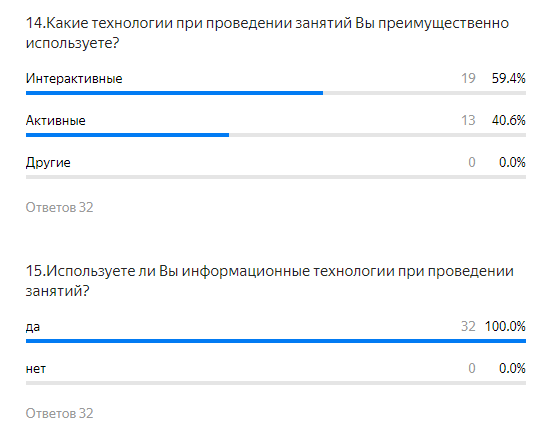 14.Какие технологии при проведении занятий Вы преимущественно
используете?
Интерактивные 19 59.4%
Активные 13 40.6%
Другие 0 0.0%
Ответов 32
15.Используете ли Вы информационные технологии при проведении
занятий?
да 32 100.0%
нет 0 0.0%
Ответов 32